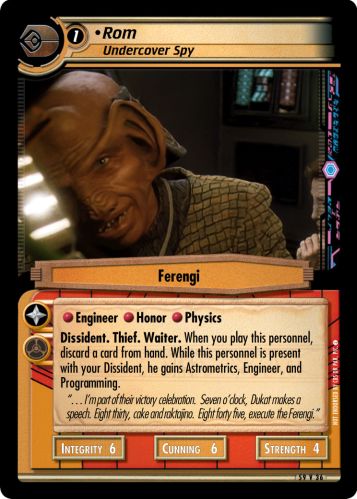 1
•Rom
Undercover Spy
Ferengi
Engineer Honor Physics
Dissident. Thief. Waiter. When you play this personnel,
discard a card from hand. While this personnel is
present with your Dissident, he gains Astrometrics, Engineer, and
Programming.
“... I’m part of their victory celebration. Seven o’clock, Dukat makes a
speech. Eight thirty, cake and raktajino. Eight forty five, execute the Ferengi.”
INTEGRITY 6 CUNNING 6 STRENGTH 4